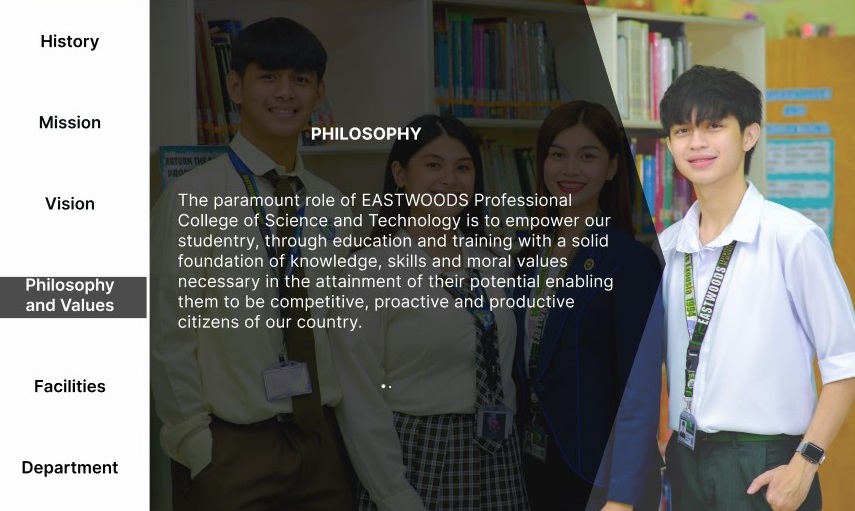 History
Mission
Vision
Philosophy
and Values
Facilities
Department
PHILOSOPHY
The paramount role of EASTWOODS Professional
College of Science and Technology is to empower our
studentry, through education and training with a solid
foundation of knowledge, skills and moral values
necessary in the attainment of their potential enabling
them to be competitive, proactive and productive
citizens of our country.
EASTWOODS
1994